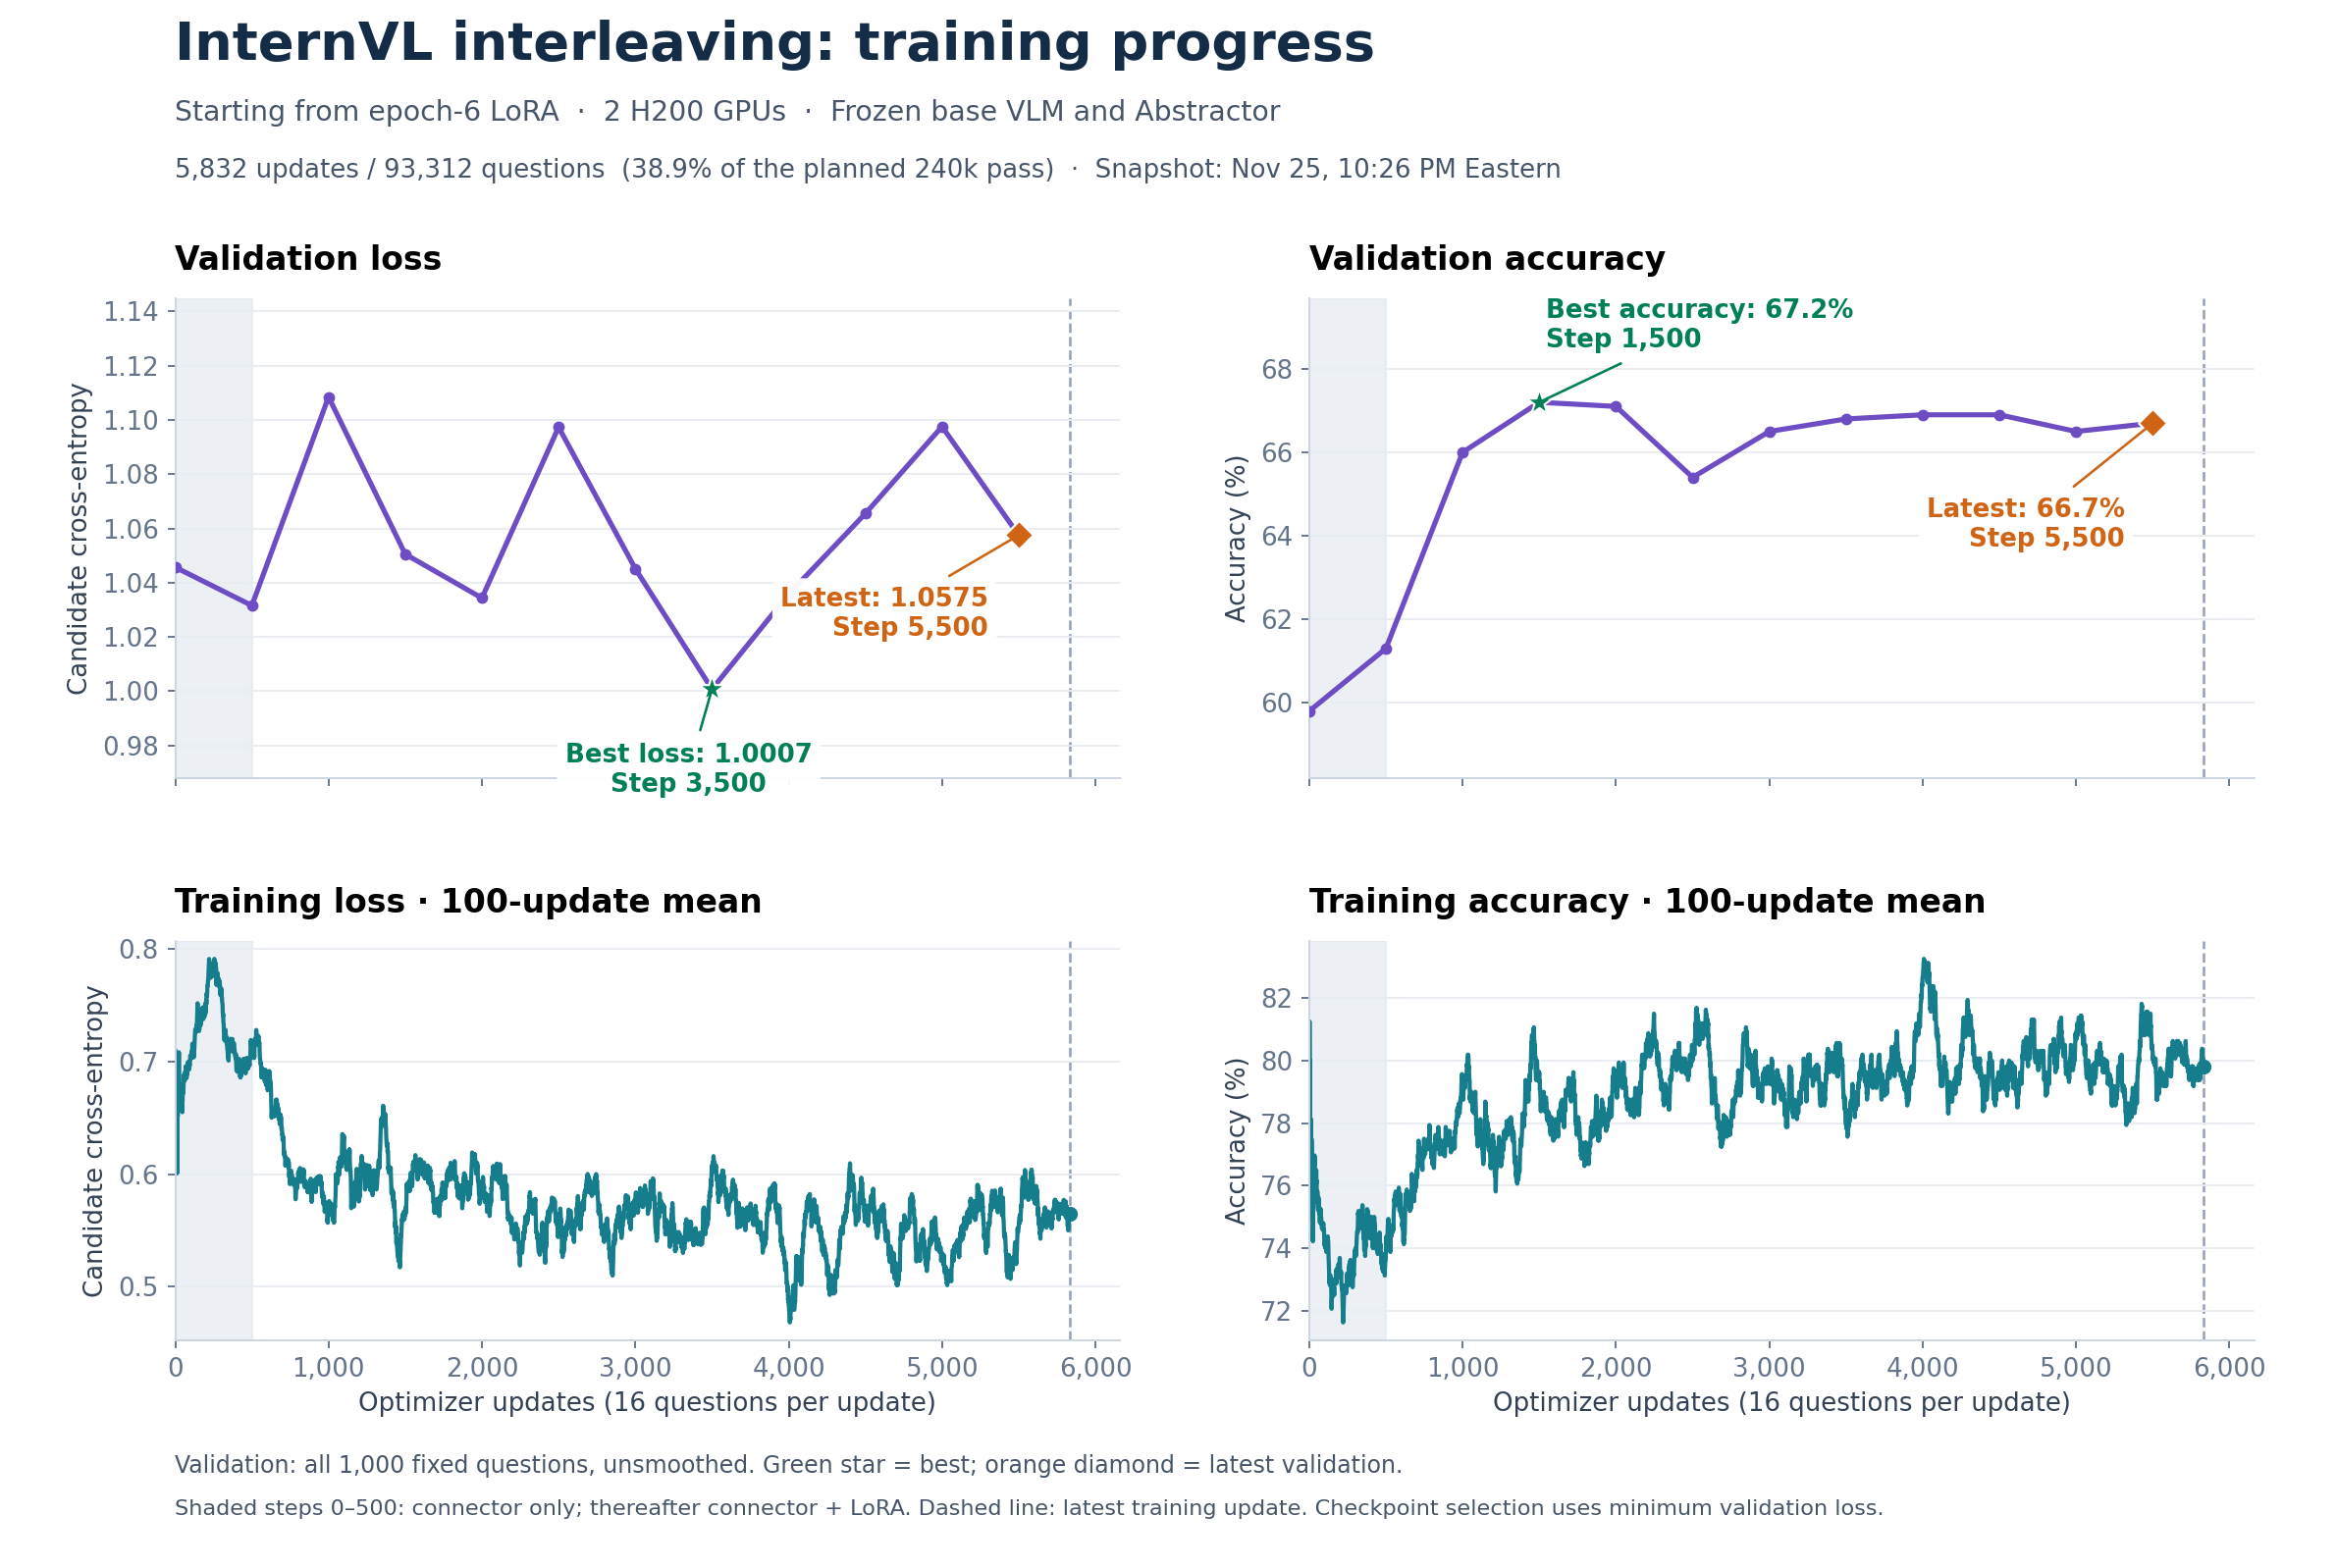 InternVL interleaving: training progress
Starting from epoch-6 LoRA · 2 H200 GPUs · Frozen base VLM and Abstractor
5,832 updates / 93,312 questions (38.9% of the planned 240k pass) · Snapshot: Nov 25, 10:26 PM Eastern
Validation loss
Candidate cross-entropy
1.14
1.12
1.10
1.08
1.06
1.04
1.02
1.00
0.98
Latest: 1.0575
Step 5,500
Best loss: 1.0007
Step 3,500
Validation accuracy
Accuracy (%)
68
66
64
62
60
Best accuracy: 67.2%
Step 1,500
Latest: 66.7%
Step 5,500
Training loss · 100-update mean
Candidate cross-entropy
0.8
0.7
0.6
0.5
0 1,000 2,000 3,000 4,000 5,000 6,000
Optimizer updates (16 questions per update)
Training accuracy · 100-update mean
Accuracy (%)
82
80
78
76
74
72
0 1,000 2,000 3,000 4,000 5,000 6,000
Optimizer updates (16 questions per update)
Validation: all 1,000 fixed questions, unsmoothed. Green star = best; orange diamond = latest validation.
Shaded steps 0–500: connector only; thereafter connector + LoRA. Dashed line: latest training update. Checkpoint selection uses minimum validation loss.